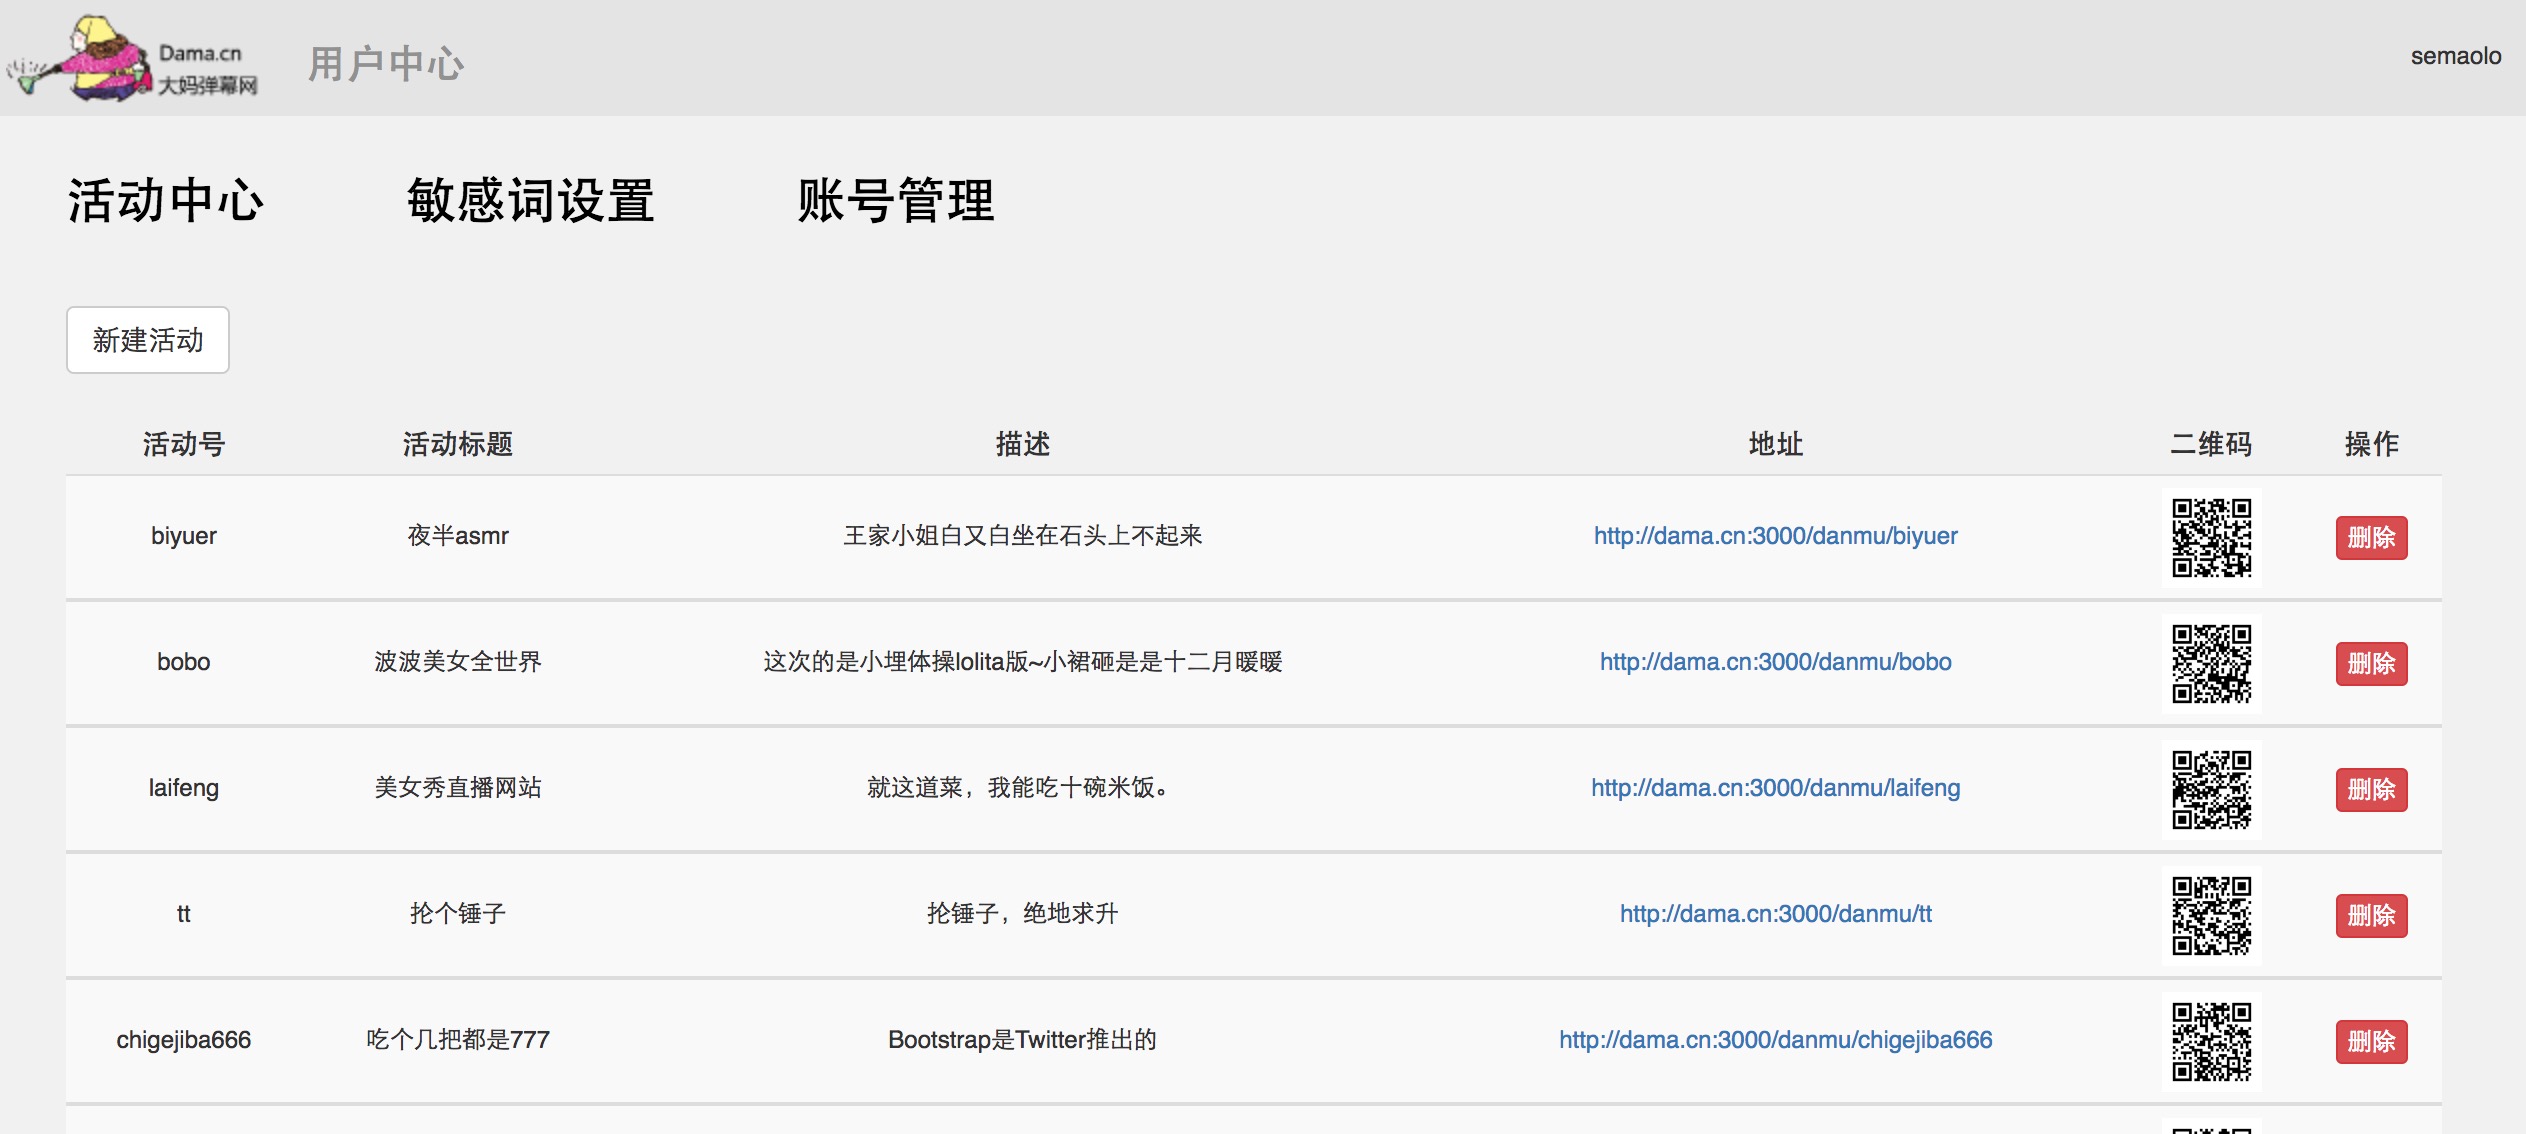 Dama.cn
大妈弹幕网
用户中心
semaolo
活动中心 敏感词设置 账号管理
新建活动
活动号 活动标题 描述 地址 二维码 操作
biyuer 夜半asmr 王家小姐白又白坐在石头上不起来 http://dama.cn:3000/danmu/biyuer 删除
bobo 波波美女全世界 这次的是小埋体操lolita版~小裙砸是是十二月暖暖 http://dama.cn:3000/danmu/bobo 删除
laifeng 美女秀直播网站 就这道菜，我能吃十碗米饭。 http://dama.cn:3000/danmu/laifeng 删除
tt 抡个锤子 抡锤子，绝地求升 http://dama.cn:3000/danmu/tt 删除
chigejiba666 吃个几把都是777 Bootstrap是Twitter推出的 http://dama.cn:3000/danmu/chigejiba666 删除